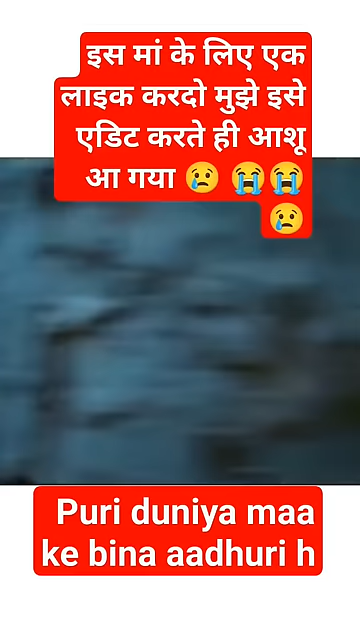 इस मां के लिए एक
लाइक करदो मुझे इसे
एडिट करते ही आशू
आ गया 😢 😭😭
😢
Puri duniya maa
ke bina aadhuri h